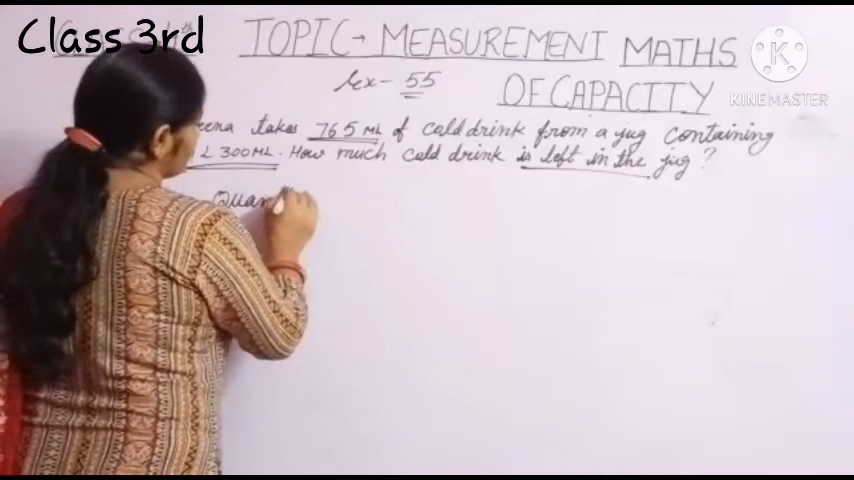 Class 3rd
TOPIC → MEASUREMENT MATHS
Ex - 55
OF CAPACITY
KINEMASTER
takes 765 ML of cold drink from a jug containing
L 300 ML. How much cold drink is left in the jug?
Quan